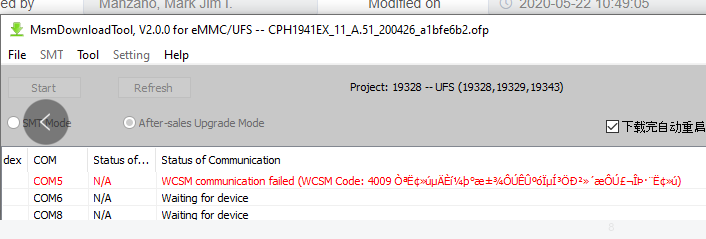 ed by
Manzano, Mark Jim I.
Modified on
2020-05-22 10:49:05
MsmDownloadTool, V2.0.0 for eMMC/UFS -- CPH1941EX_11_A.51_200426_a1bfe6b2.ofp
File SMT Tool Setting Help
Start Refresh Project: 19328 -- UFS (19328,19329,19343)
SMT Mode After-sales Upgrade Mode 下载完自动重启
dex COM Status of... Status of Communication
COM5 N/A WCSM communication failed (WCSM Code: 4009 ÒªË¢»úµÄÈí¼þ°æ±¾ÔÚÊÛºóÏµÍ³ÖÐ²»´æÔÚ£¬ÎÞ·¨Ë¢»ú)
COM6 N/A Waiting for device
COM8 N/A Waiting for device
8